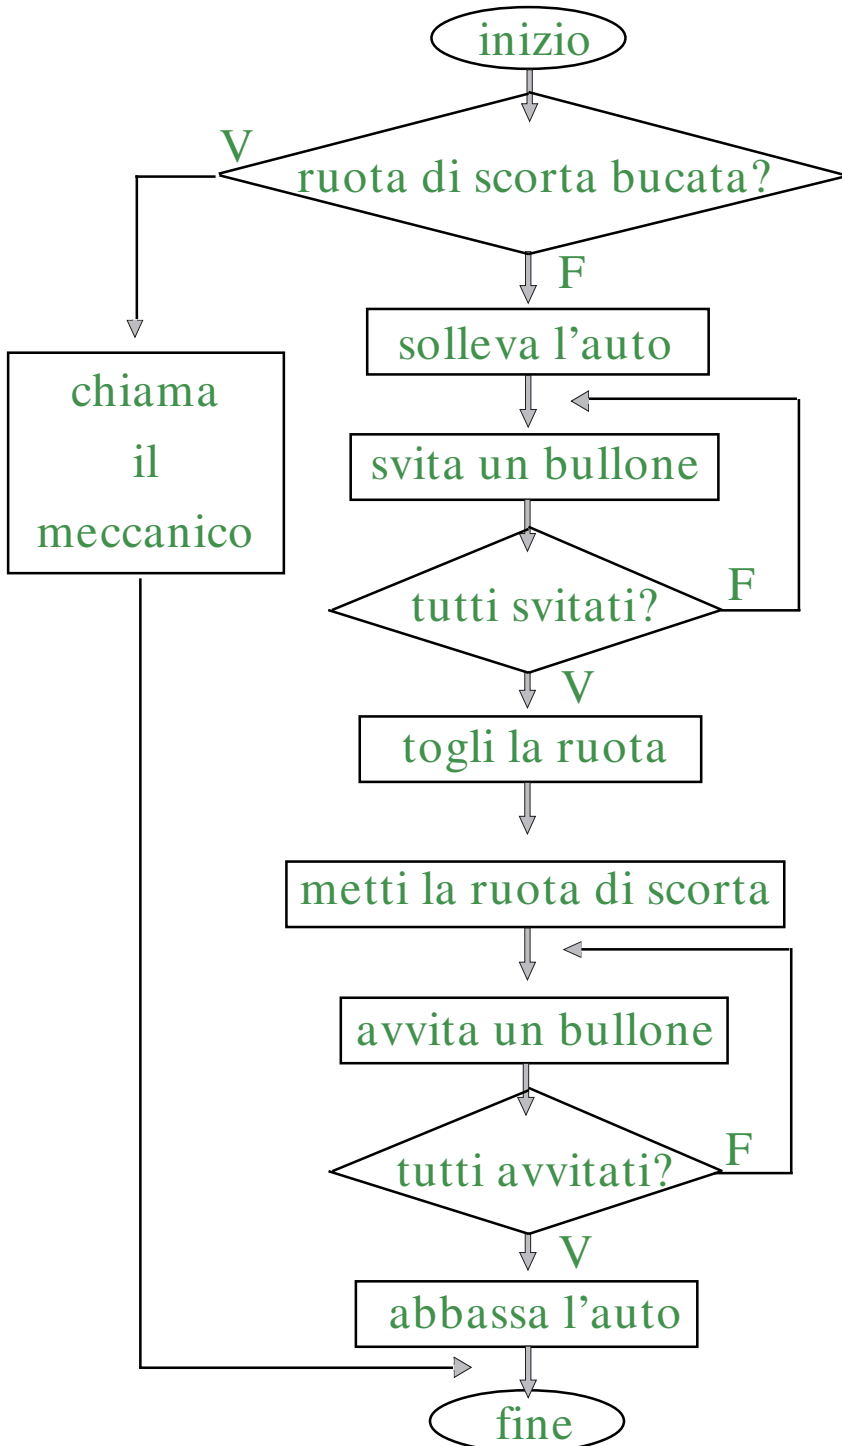 inizio
V
ruota di scorta bucata?
F
solleva l'auto
chiama
il
meccanico
svita un bullone
tutti svitati?
F
V
togli la ruota
metti la ruota di scorta
avvita un bullone
tutti avvitati?
F
V
abbassa l'auto
fine